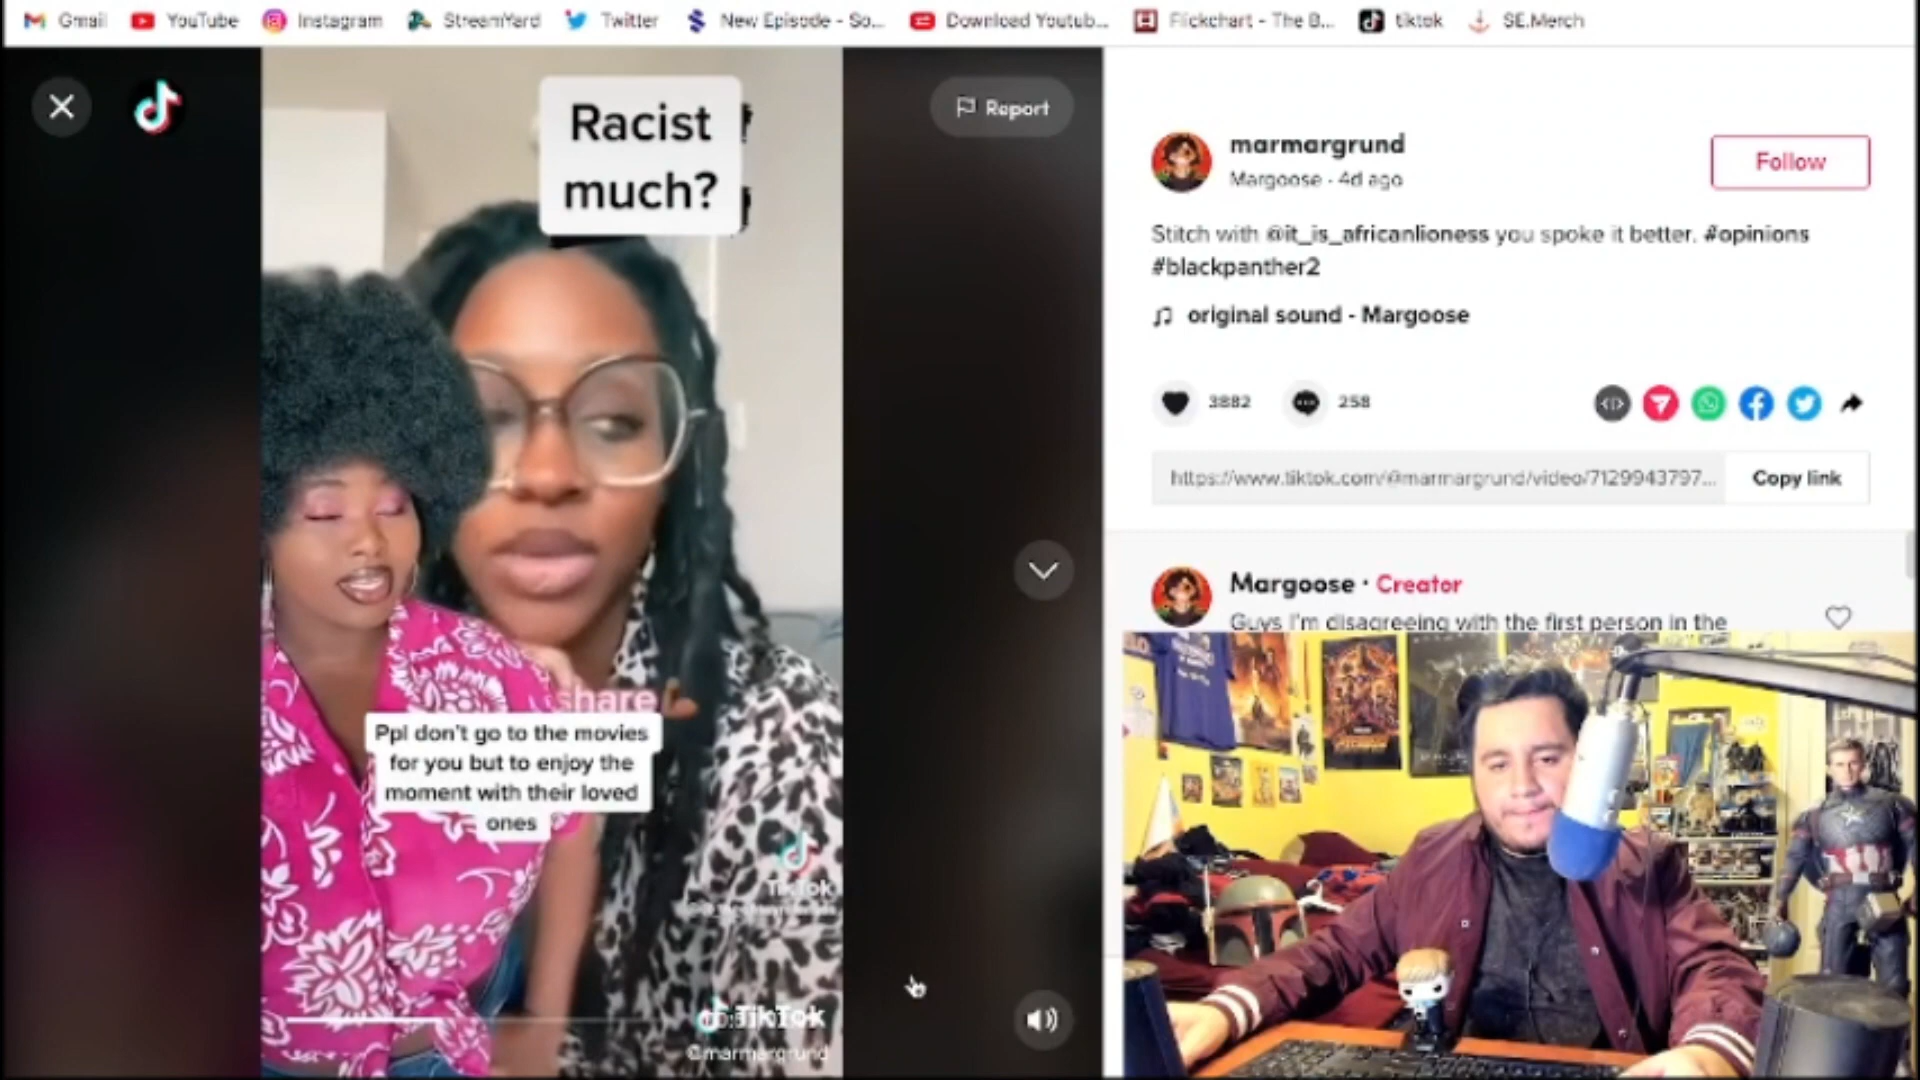 Gmail
YouTube
Instagram
StreamYard
Twitter
New Episode - So...
Download Youtub...
Flickchart - The B...
tiktok
SE.Merch
Racist
much?
Report
marmargrund
Margoose · 4d ago
Follow
Stitch with @it_is_africanlioness you spoke it better. #opinions
#blackpanther2
original sound - Margoose
3882
258
https://www.tiktok.com/@marmargrund/video/7129943797...
Copy link
Margoose · Creator
Guys I'm disagreeing with the first person in the
share
Ppl don't go to the movies
for you but to enjoy the
moment with their loved
ones
TikTok
TikTok
@marmargrund